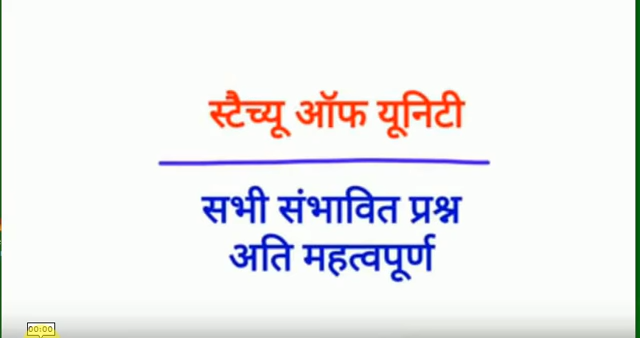 स्टैच्यू ऑफ यूनिटी
सभी संभावित प्रश्न
अति महत्वपूर्ण
00:00